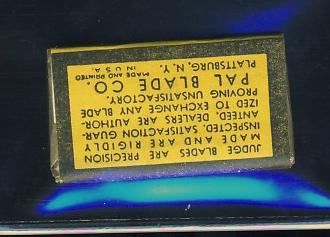 JUDGE BLADES ARE PRECISION
MADE AND ARE RIGIDLY
INSPECTED. SATISFACTION GUAR-
ANTEED. DEALERS ARE AUTHOR-
IZED TO EXCHANGE ANY BLADE
PROVING UNSATISFACTORY.
PAL BLADE CO.
PLATTSBURG, N.Y.
MADE AND PRINTED
IN U.S.A.